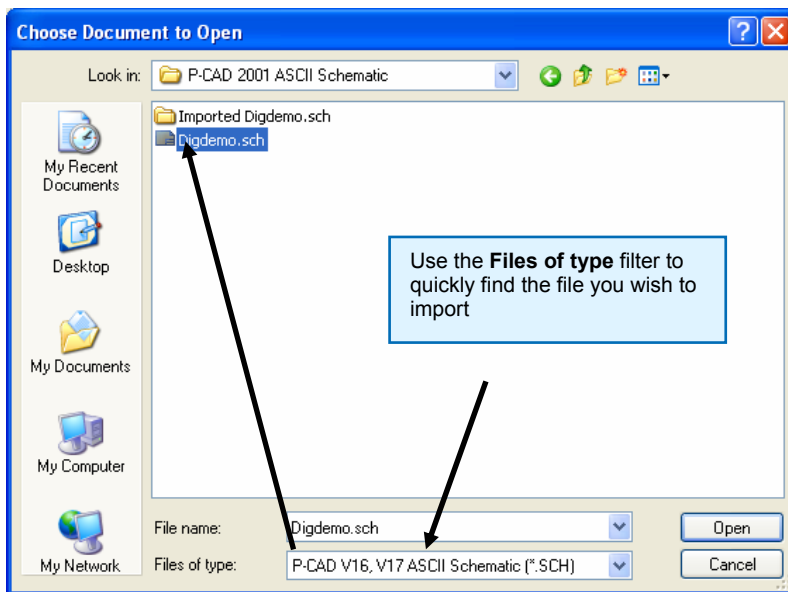 Choose Document to Open
Look in: P-CAD 2001 ASCII Schematic
Imported Digdemo.sch
Digdemo.sch
My Recent
Documents
Desktop
My Documents
My Computer
My Network
Use the Files of type filter to
quickly find the file you wish to
import
File name: Digdemo.sch Open
Files of type: P-CAD V16, V17 ASCII Schematic (*.SCH) Cancel